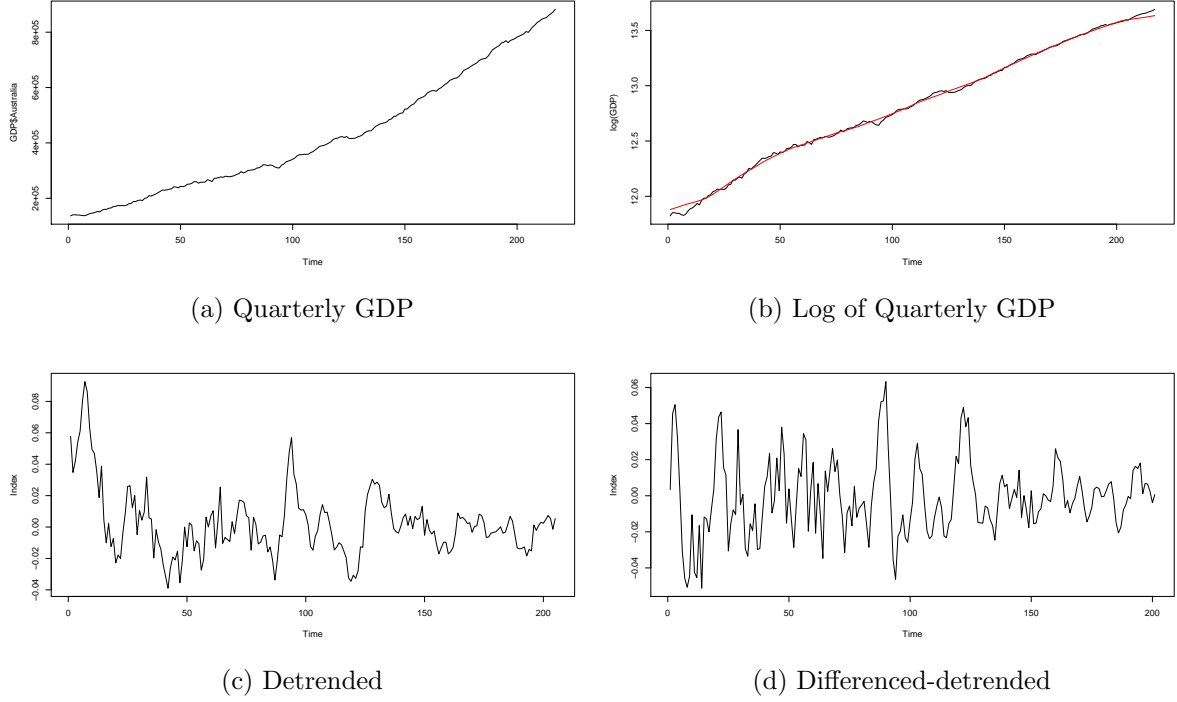 GDP$Australia
2e+05 4e+05 6e+05 8e+05
0 50 100 150 200
Time
(a) Quarterly GDP
log(GDP)
12.0 12.5 13.0 13.5
0 50 100 150 200
Time
(b) Log of Quarterly GDP
Index
−0.04 −0.02 0.00 0.02 0.04 0.06 0.08
0 50 100 150 200
Time
(c) Detrended
Index
−0.04 −0.02 0.00 0.02 0.04 0.06
0 50 100 150 200
Time
(d) Differenced-detrended